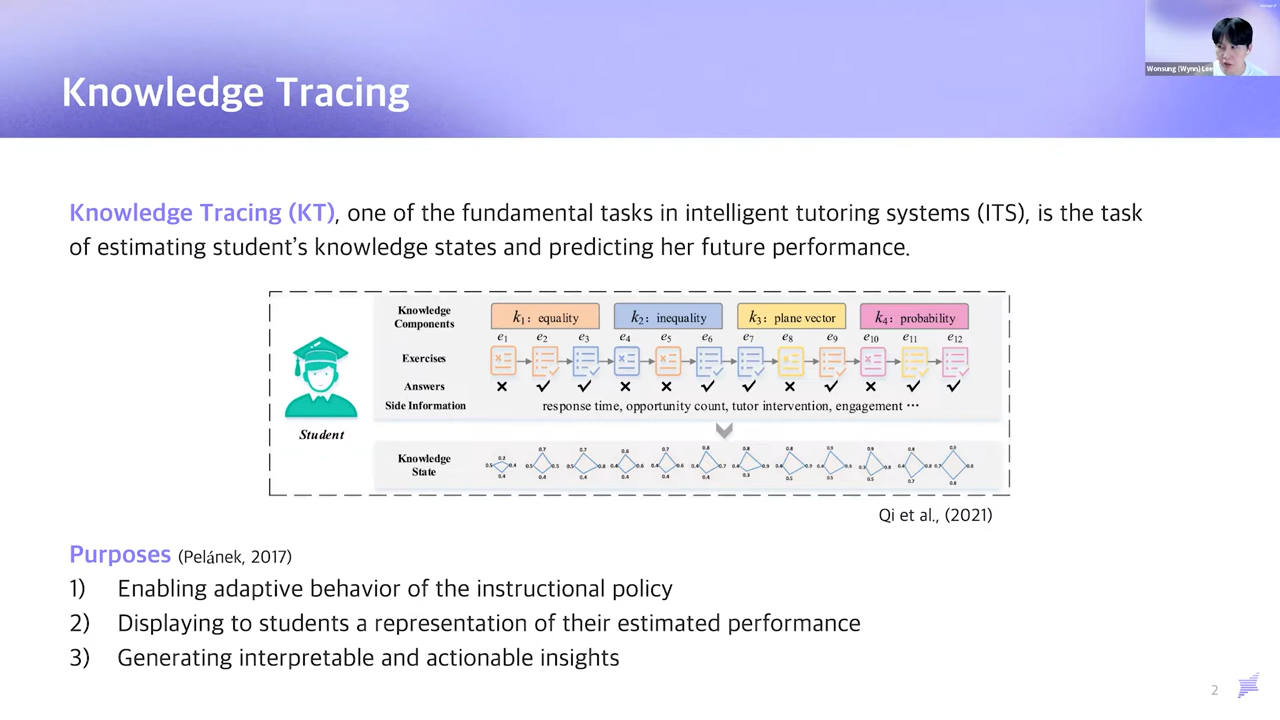 Knowledge Tracing
Wonsung (Wynn) Lee
Knowledge Tracing (KT), one of the fundamental tasks in intelligent tutoring systems (ITS), is the task
of estimating student's knowledge states and predicting her future performance.
Knowledge
Components
k1: equality k2: inequality k3: plane vector k4: probability
e1 e2 e3 e4 e5 e6 e7 e8 e9 e10 e11 e12
Exercises
Answers
Side Information response time, opportunity count, tutor intervention, engagement ···
Student
Knowledge
State
Qi et al., (2021)
Purposes (Pelánek, 2017)
1) Enabling adaptive behavior of the instructional policy
2) Displaying to students a representation of their estimated performance
3) Generating interpretable and actionable insights
2